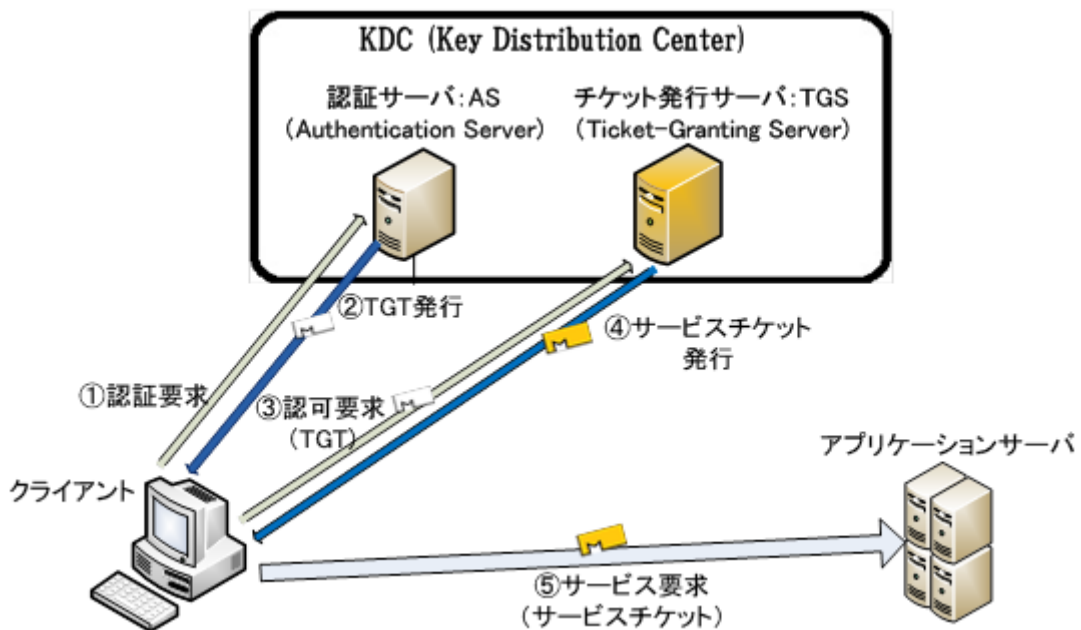 KDC (Key Distribution Center)
認証サーバ:AS
(Authentication Server)
チケット発行サーバ:TGS
(Ticket-Granting Server)
②TGT発行
④サービスチケット
発行
①認証要求
③認可要求
(TGT)
アプリケーションサーバ
クライアント
⑤サービス要求
(サービスチケット)